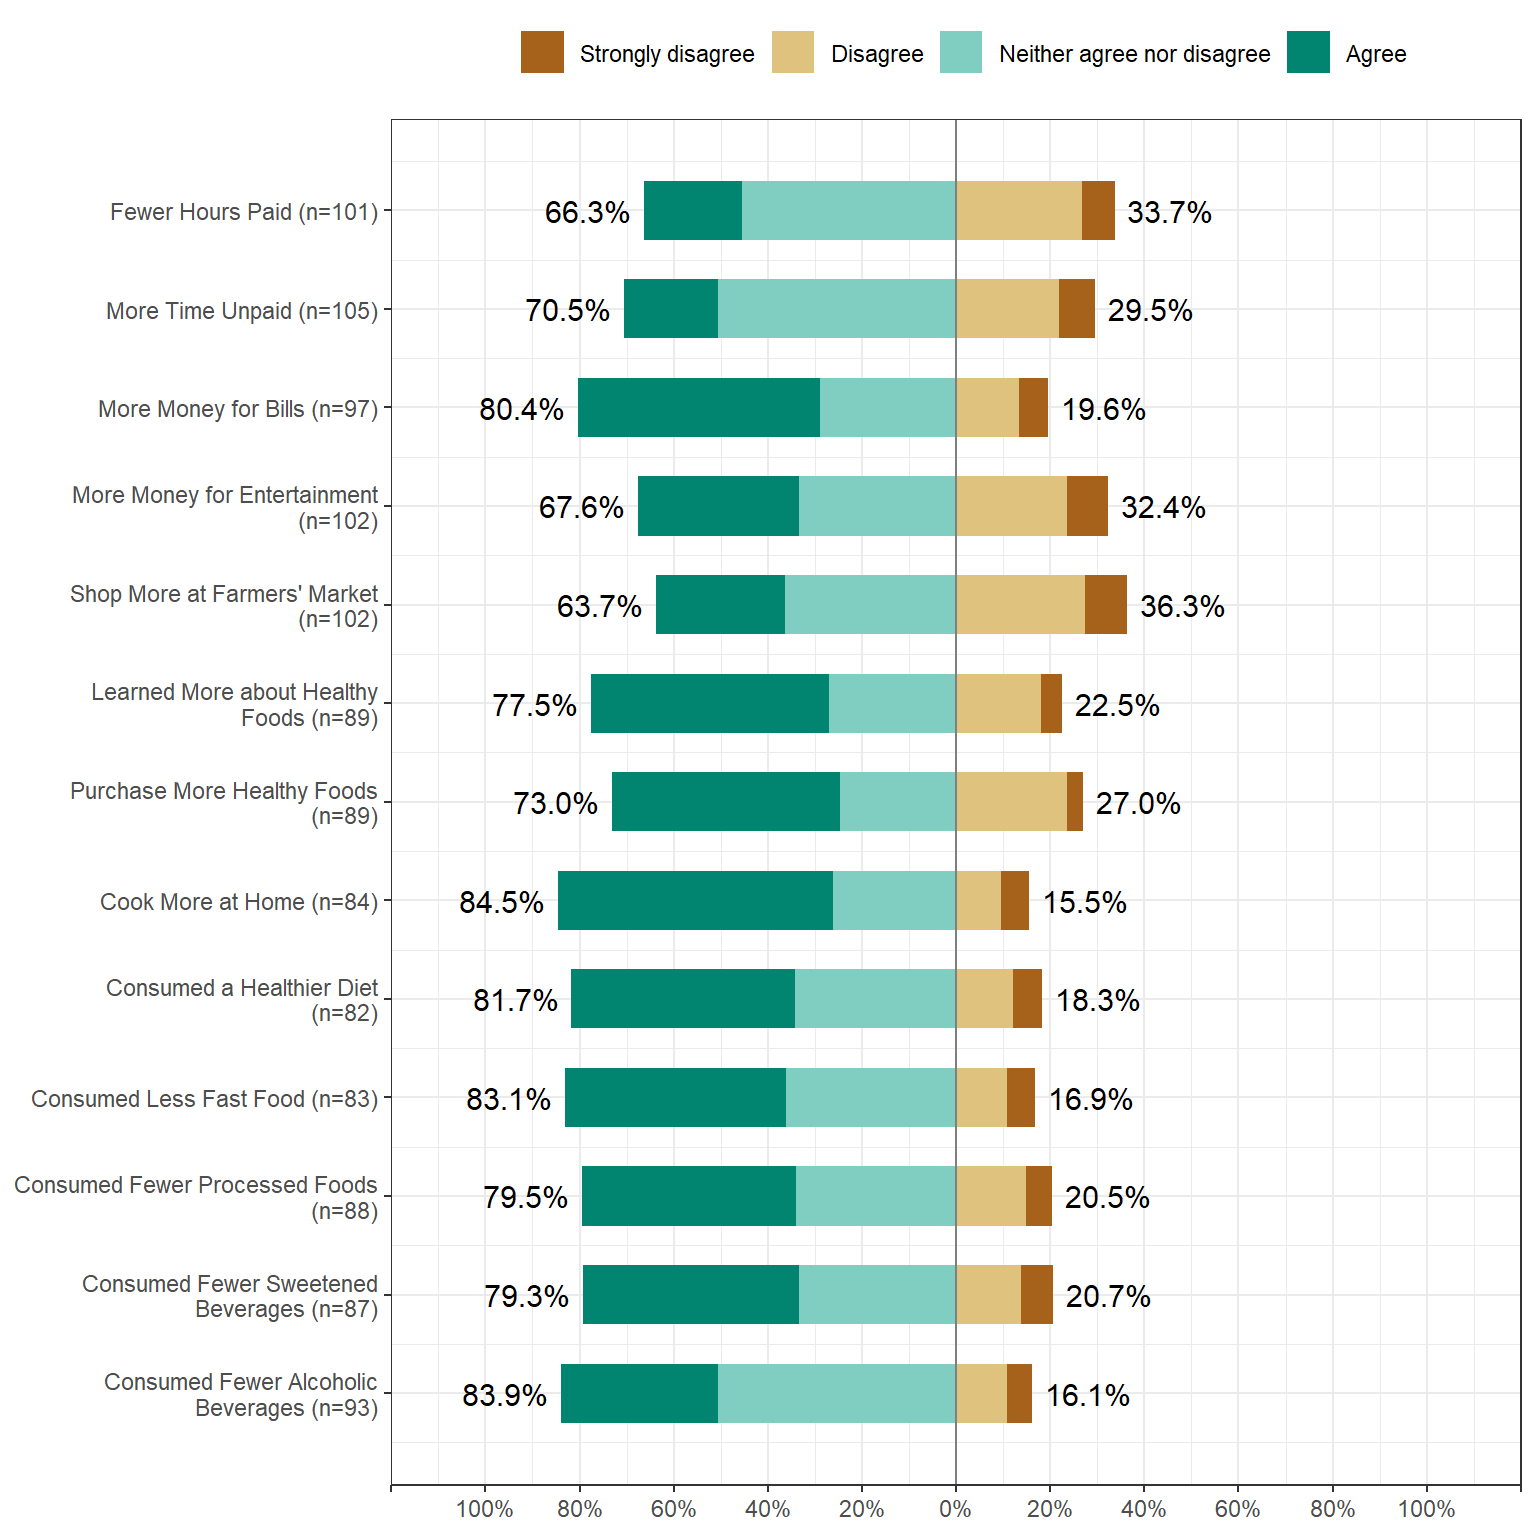 Strongly disagree Disagree Neither agree nor disagree Agree
Fewer Hours Paid (n=101) 66.3% 33.7%
More Time Unpaid (n=105) 70.5% 29.5%
More Money for Bills (n=97) 80.4% 19.6%
More Money for Entertainment
(n=102) 67.6% 32.4%
Shop More at Farmers' Market
(n=102) 63.7% 36.3%
Learned More about Healthy
Foods (n=89) 77.5% 22.5%
Purchase More Healthy Foods
(n=89) 73.0% 27.0%
Cook More at Home (n=84) 84.5% 15.5%
Consumed a Healthier Diet
(n=82) 81.7% 18.3%
Consumed Less Fast Food (n=83) 83.1% 16.9%
Consumed Fewer Processed Foods
(n=88) 79.5% 20.5%
Consumed Fewer Sweetened
Beverages (n=87) 79.3% 20.7%
Consumed Fewer Alcoholic
Beverages (n=93) 83.9% 16.1%
100% 80% 60% 40% 20% 0% 20% 40% 60% 80% 100%